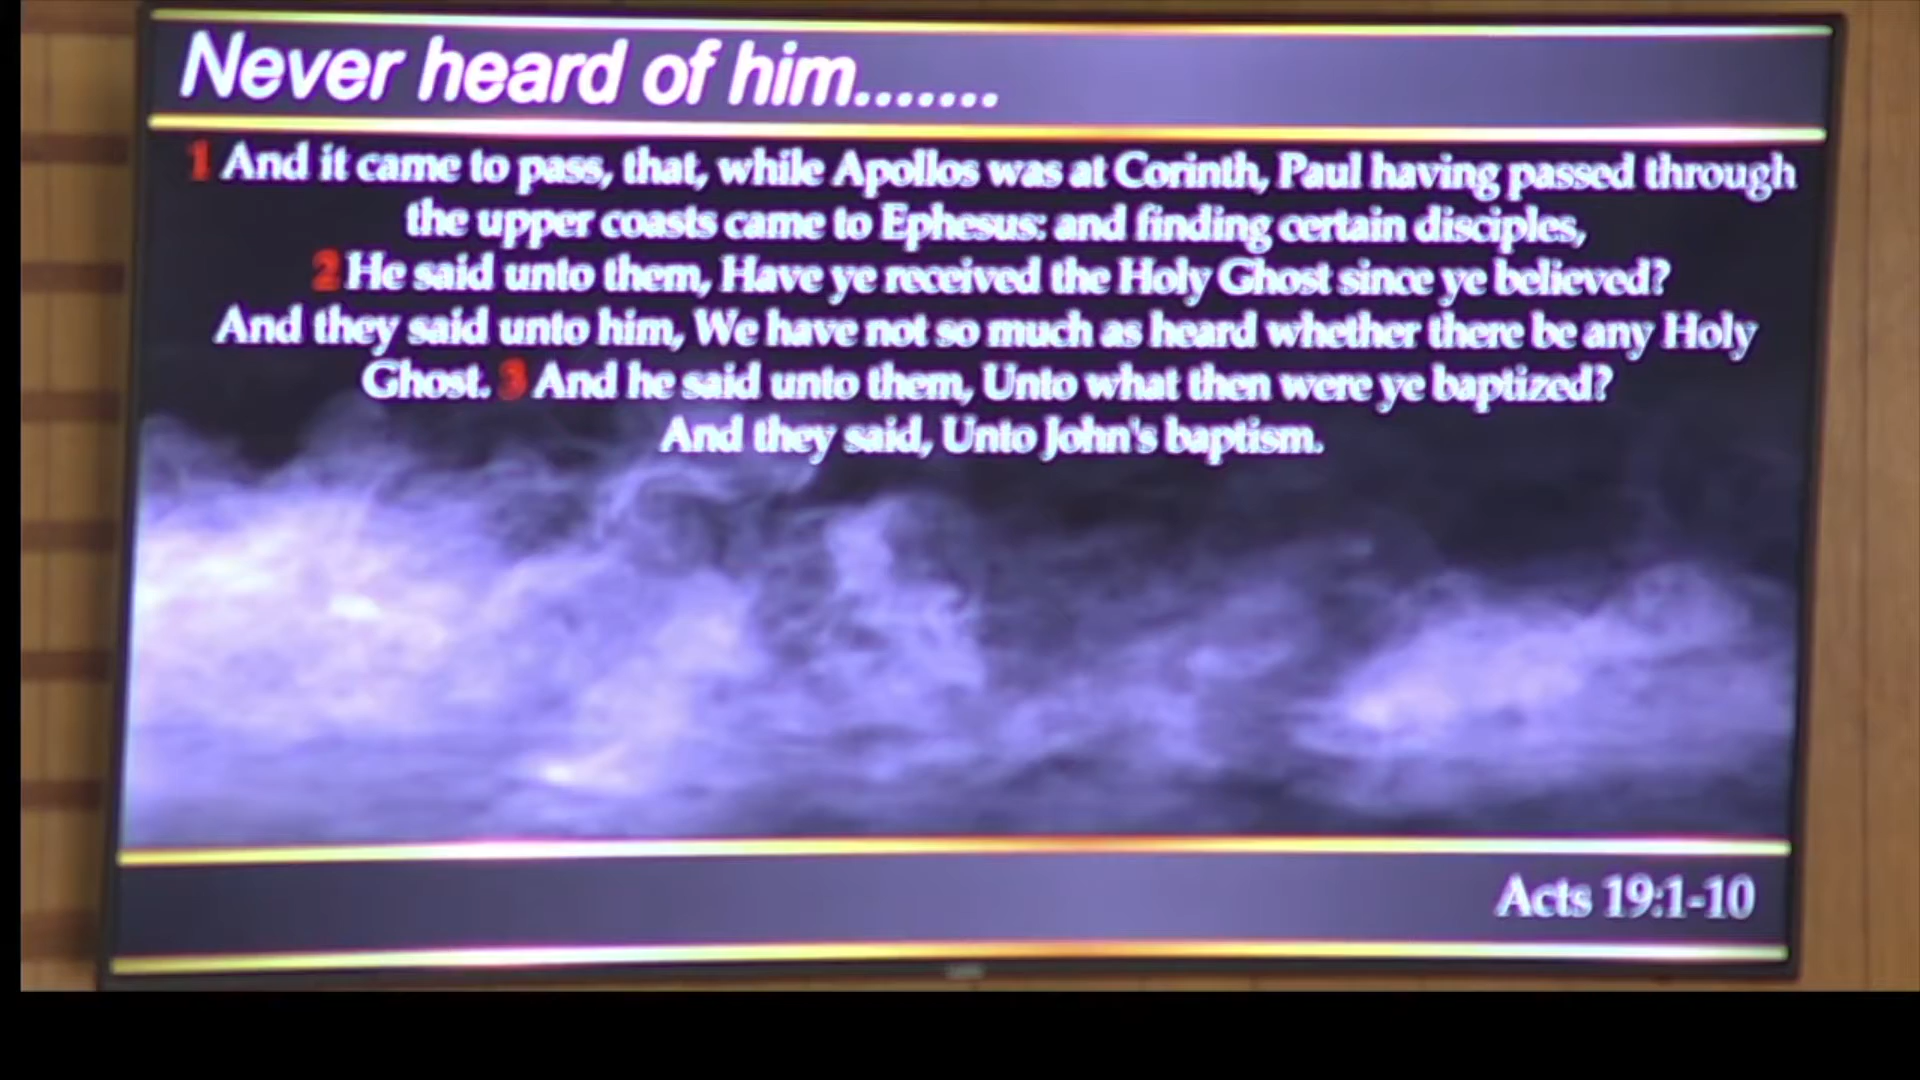 Never heard of him.......
1 And it came to pass, that, while Apollos was at Corinth, Paul having passed through
the upper coasts came to Ephesus: and finding certain disciples,
2 He said unto them, Have ye received the Holy Ghost since ye believed?
And they said unto him, We have not so much as heard whether there be any Holy
Ghost. 3 And he said unto them, Unto what then were ye baptized?
And they said, Unto John's baptism.
Acts 19:1-10